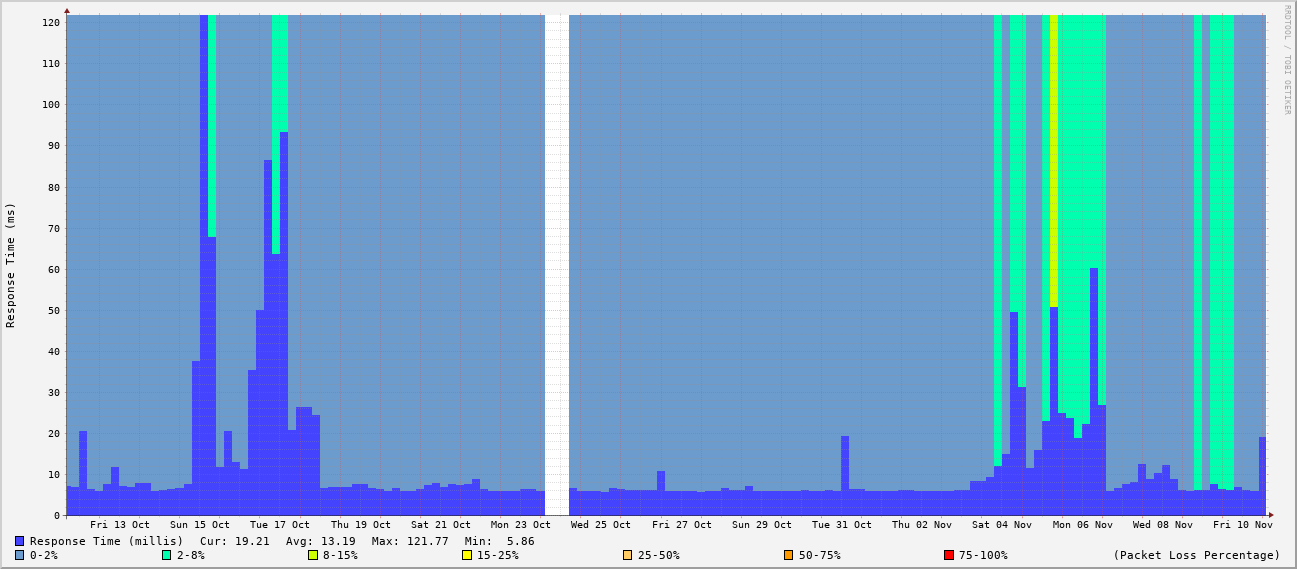 RRDTOOL / TOBI OETIKER
Response Time (ms)
120
110
100
90
80
70
60
50
40
30
20
10
0
Fri 13 Oct Sun 15 Oct Tue 17 Oct Thu 19 Oct Sat 21 Oct Mon 23 Oct Wed 25 Oct Fri 27 Oct Sun 29 Oct Tue 31 Oct Thu 02 Nov Sat 04 Nov Mon 06 Nov Wed 08 Nov Fri 10 Nov
Response Time (millis) Cur: 19.21 Avg: 13.19 Max: 121.77 Min: 5.86
0-2% 2-8% 8-15% 15-25% 25-50% 50-75% 75-100% (Packet Loss Percentage)